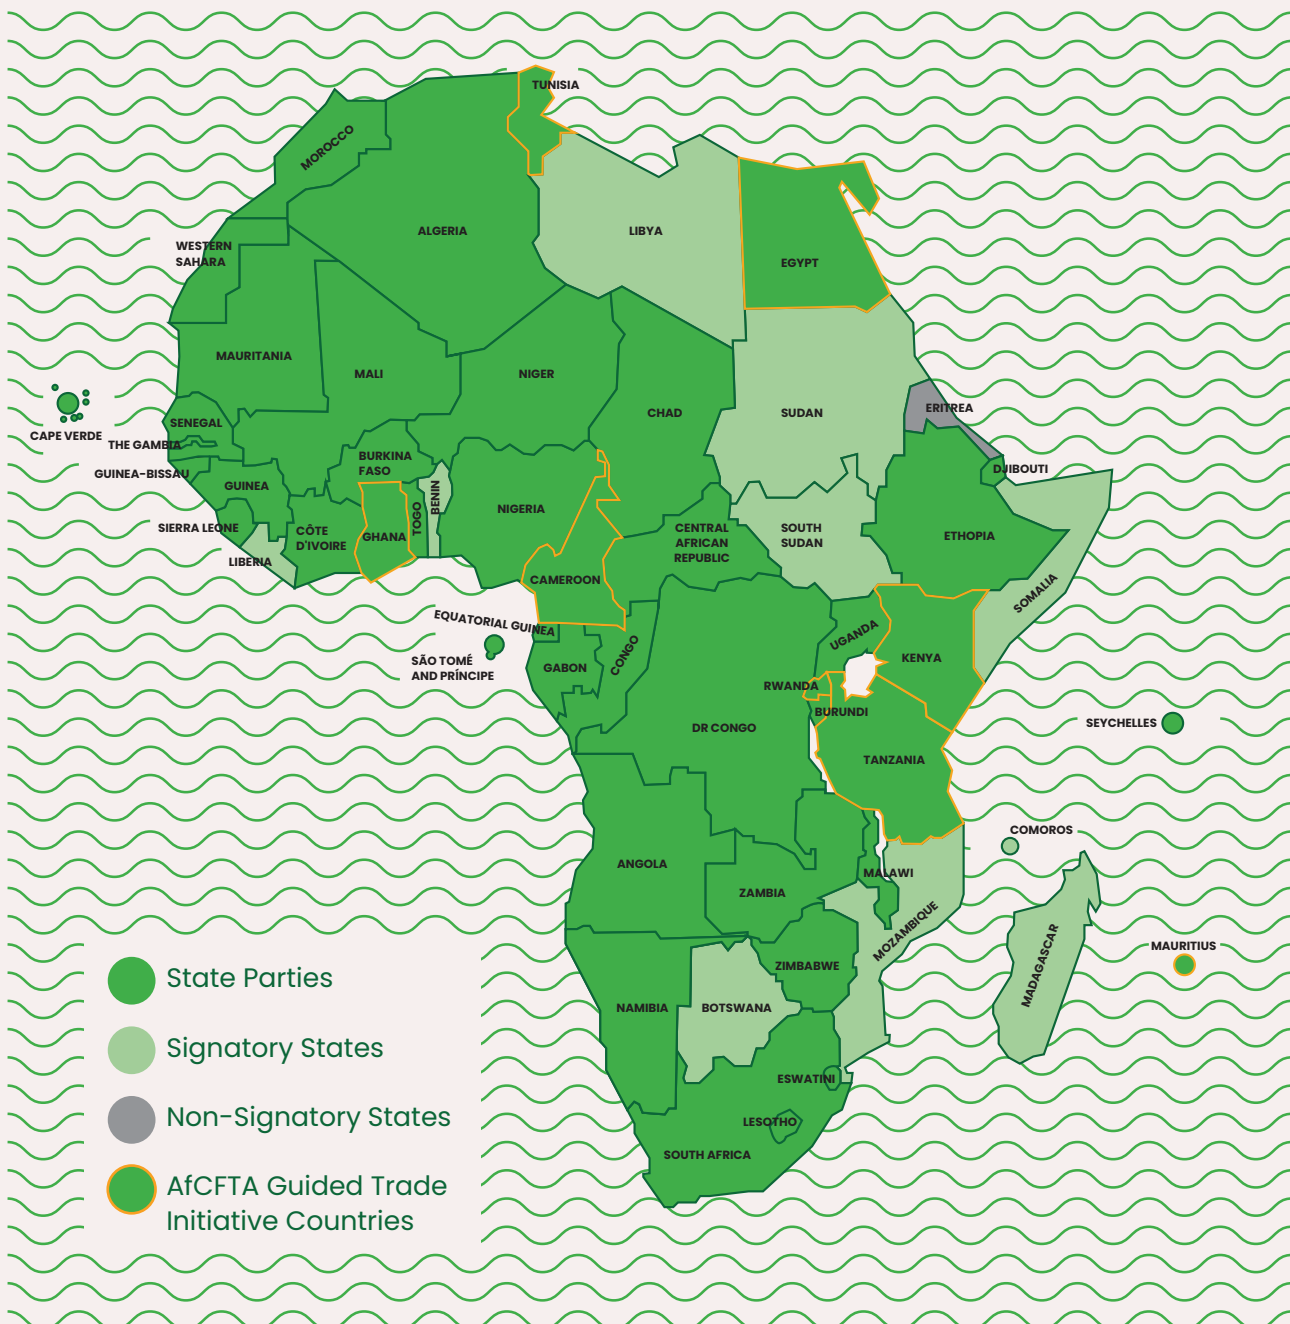 TUNISIA
MOROCCO
ALGERIA
LIBYA
WESTERN
SAHARA
EGYPT
MAURITANIA
MALI
NIGER
CHAD
SUDAN
ERITREA
SENEGAL
CAPE VERDE
THE GAMBIA
BURKINA
FASO
DJIBOUTI
GUINEA-BISSAU
GUINEA
BENIN
NIGERIA
TOGO
SIERRA LEONE
CÔTE
D'IVOIRE
GHANA
CENTRAL
AFRICAN
REPUBLIC
SOUTH
SUDAN
ETHOPIA
LIBERIA
CAMEROON
SOMALIA
EQUATORIAL GUINEA
UGANDA
SÃO TOMÉ
AND PRÍNCIPE
GABON
CONGO
KENYA
RWANDA
BURUNDI
DR CONGO
SEYCHELLES
TANZANIA
COMOROS
ANGOLA
MALAWI
ZAMBIA
MOZAMBIQUE
MAURITIUS
MADAGASCAR
ZIMBABWE
NAMIBIA
BOTSWANA
ESWATINI
LESOTHO
SOUTH AFRICA
State Parties
Signatory States
Non-Signatory States
AfCFTA Guided Trade
Initiative Countries